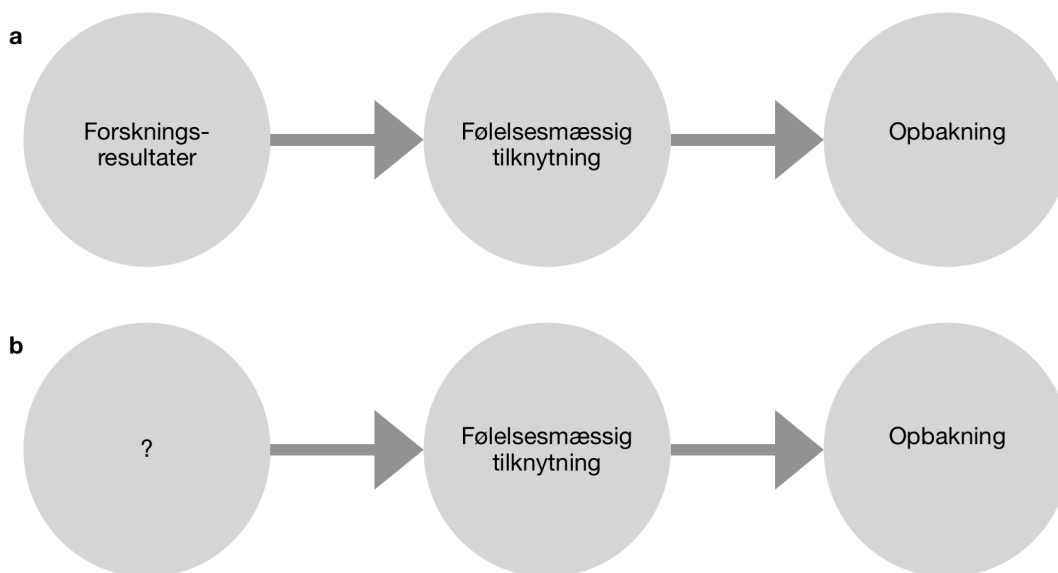 a
Forsknings-
resultater
Følelsesmæssig
tilknytning
Opbakning
b
?
Følelsesmæssig
tilknytning
Opbakning